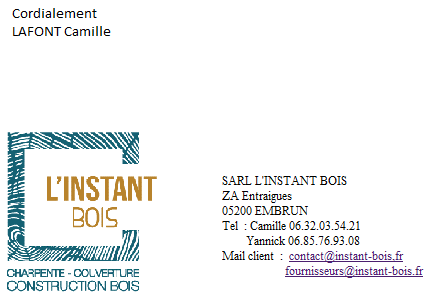 Cordialement
LAFONT Camille
L'INSTANT
BOIS
CHARPENTE - COUVERTURE
CONSTRUCTION BOIS
SARL L'INSTANT BOIS
ZA Entraigues
05200 EMBRUN
Tel : Camille 06.32.03.54.21
Yannick 06.85.76.93.08
Mail client : contact@instant-bois.fr
fournisseurs@instant-bois.fr